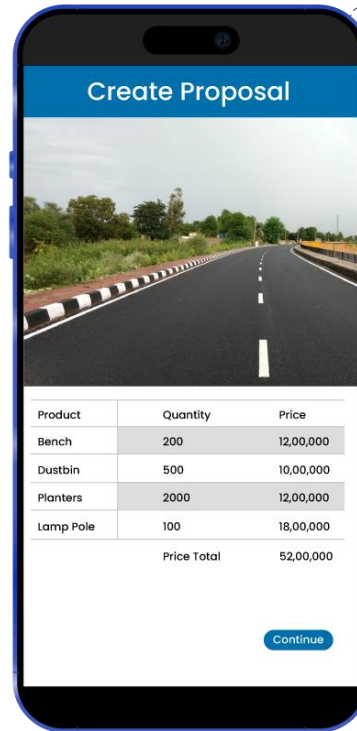 Create Proposal
Product Quantity Price
Bench 200 12,00,000
Dustbin 500 10,00,000
Planters 2000 12,00,000
Lamp Pole 100 18,00,000
Price Total 52,00,000
Continue